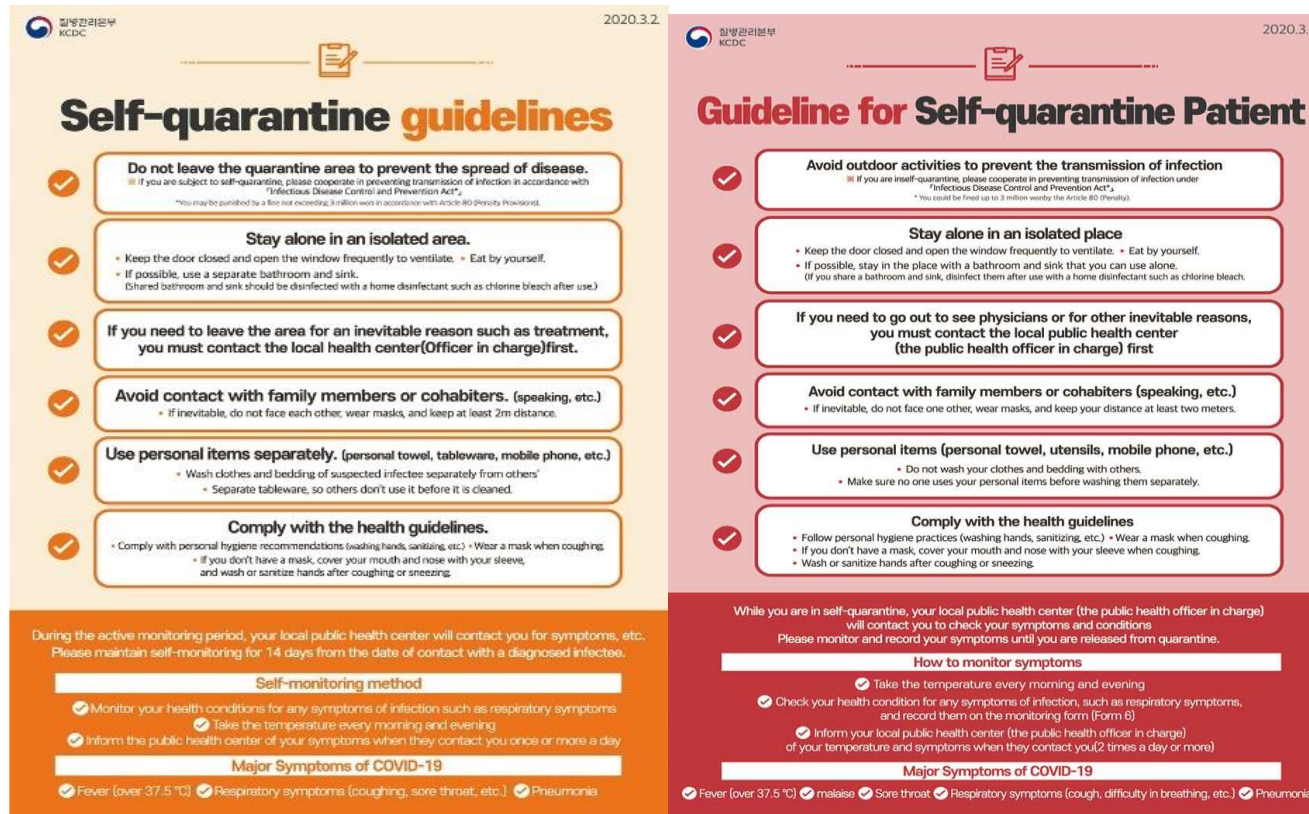 질병관리본부
KCDC
2020.3.2.
Self-quarantine guidelines
Do not leave the quarantine area to prevent the spread of disease.
※ If you are subject to self-quarantine, please cooperate in preventing transmission of infection in accordance with
「Infectious Disease Control and Prevention Act*」
*You may be punished by a fine not exceeding 3 million won in accordance with Article 80 (Penalty Provisions).
Stay alone in an isolated area.
• Keep the door closed and open the window frequently to ventilate. • Eat by yourself.
• If possible, use a separate bathroom and sink.
(Shared bathroom and sink should be disinfected with a home disinfectant such as chlorine bleach after use.)
If you need to leave the area for an inevitable reason such as treatment,
you must contact the local health center(Officer in charge)first.
Avoid contact with family members or cohabiters. (speaking, etc.)
• If inevitable, do not face each other, wear masks, and keep at least 2m distance.
Use personal items separately. (personal towel, tableware, mobile phone, etc.)
• Wash clothes and bedding of suspected infectee separately from others'
• Separate tableware, so others don't use it before it is cleaned.
Comply with the health guidelines.
• Comply with personal hygiene recommendations (washing hands, sanitizing, etc.) • Wear a mask when coughing.
• If you don't have a mask, cover your mouth and nose with your sleeve,
and wash or sanitize hands after coughing or sneezing.
During the active monitoring period, your local public health center will contact you for symptoms, etc.
Please maintain self-monitoring for 14 days from the date of contact with a diagnosed infectee.
Self-monitoring method
Monitor your health conditions for any symptoms of infection such as respiratory symptoms
Take the temperature every morning and evening
Inform the public health center of your symptoms when they contact you once or more a day
Major Symptoms of COVID-19
Fever (over 37.5 °C) Respiratory symptoms (coughing, sore throat, etc.) Pneumonia
질병관리본부
KCDC
2020.3.
Guideline for Self-quarantine Patient
Avoid outdoor activities to prevent the transmission of infection
※ If you are inself-quarantine, please cooperate in preventing transmission of infection under
「Infectious Disease Control and Prevention Act*」.
* You could be fined up to 3 million wonby the Article 80 (Penalty).
Stay alone in an isolated place
• Keep the door closed and open the window frequently to ventilate. • Eat by yourself.
• If possible, stay in the place with a bathroom and sink that you can use alone.
(If you share a bathroom and sink, disinfect them after use with a home disinfectant such as chlorine bleach.
If you need to go out to see physicians or for other inevitable reasons,
you must contact the local public health center
(the public health officer in charge) first
Avoid contact with family members or cohabiters (speaking, etc.)
• If inevitable, do not face one other, wear masks, and keep your distance at least two meters.
Use personal items (personal towel, utensils, mobile phone, etc.)
• Do not wash your clothes and bedding with others.
• Make sure no one uses your personal items before washing them separately.
Comply with the health guidelines
• Follow personal hygiene practices (washing hands, sanitizing, etc.) • Wear a mask when coughing.
• If you don't have a mask, cover your mouth and nose with your sleeve when coughing.
• Wash or sanitize hands after coughing or sneezing.
While you are in self-quarantine, your local public health center (the public health officer in charge)
will contact you to check your symptoms and conditions
Please monitor and record your symptoms until you are released from quarantine.
How to monitor symptoms
Take the temperature every morning and evening
Check your health condition for any symptoms of infection, such as respiratory symptoms,
and record them on the monitoring form (Form 6)
Inform your local public health center (the public health officer in charge)
of your temperature and symptoms when they contact you(2 times a day or more)
Major Symptoms of COVID-19
Fever (over 37.5 °C) malaise Sore throat Respiratory symptoms (cough, difficulty in breathing, etc.) Pneumonia